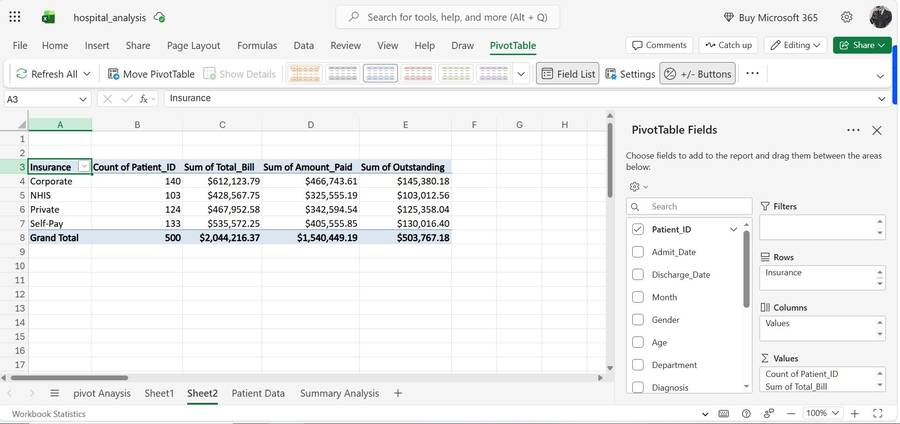 hospital_analysis
Search for tools, help, and more (Alt + Q)
Buy Microsoft 365
File Home Insert Share Page Layout Formulas Data Review View Help Draw PivotTable Comments Catch up Editing Share
Refresh All Move PivotTable Show Details Field List Settings +/- Buttons
A3 fx Insurance
A B C D E F G H
1
2
3 Insurance Count of Patient_ID Sum of Total_Bill Sum of Amount_Paid Sum of Outstanding
4 Corporate 140 $612,123.79 $466,743.61 $145,380.18
5 NHIS 103 $428,567.75 $325,555.19 $103,012.56
6 Private 124 $467,952.58 $342,594.54 $125,358.04
7 Self-Pay 133 $535,572.25 $405,555.85 $130,016.40
8 Grand Total 500 $2,044,216.37 $1,540,449.19 $503,767.18
9
10
11
12
13
14
15
16
17
PivotTable Fields
Choose fields to add to the report and drag them between the areas
below:
Search
Patient_ID
Admit_Date
Discharge_Date
Month
Gender
Age
Department
Diagnosis
Filters
Rows
Insurance
Columns
Values
Values
Count of Patient_ID
Sum of Total_Bill
pivot Anaysis Sheet1 Sheet2 Patient Data Summary Analysis
Workbook Statistics 100%